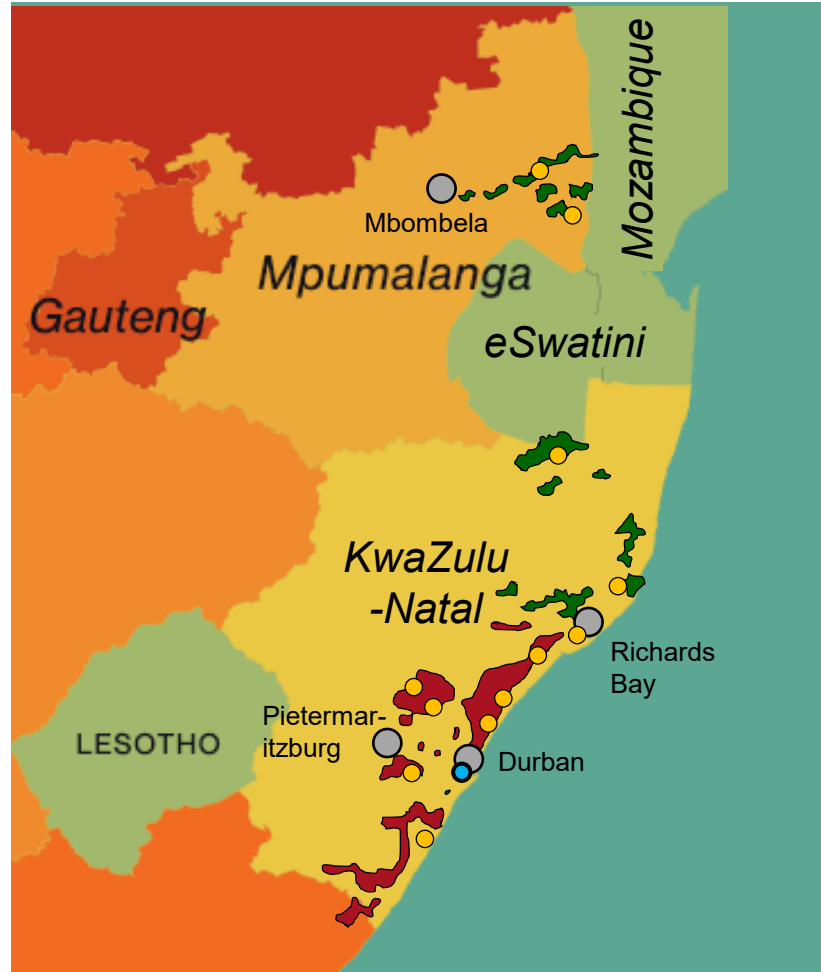 Mozambique
Mbombela
Mpumalanga
Gauteng
eSwatini
KwaZulu
-Natal
Richards
Bay
Pietermar-
itzburg
LESOTHO
Durban